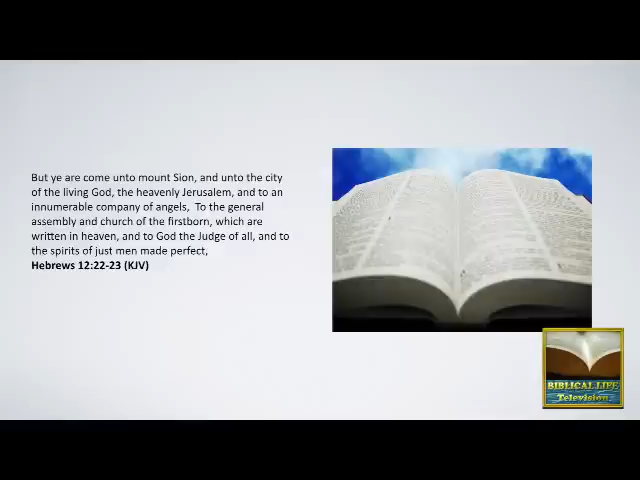 But ye are come unto mount Sion, and unto the city
of the living God, the heavenly Jerusalem, and to an
innumerable company of angels,  To the general
assembly and church of the firstborn, which are
written in heaven, and to God the Judge of all, and to
the spirits of just men made perfect,
Hebrews 12:22-23 (KJV)
BIBLICAL LIFE
Television